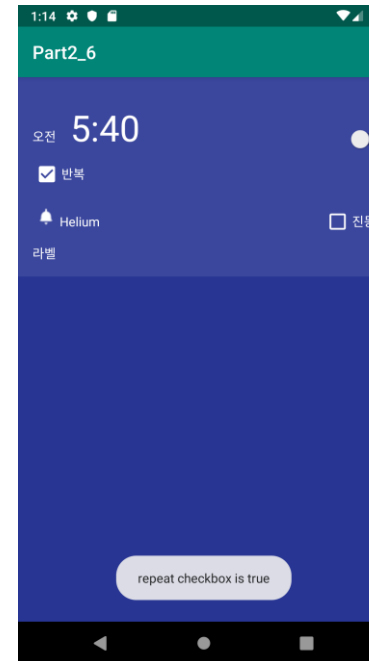 1:14
Part2_6
오전 5:40
반복
Helium
라벨
repeat checkbox is true